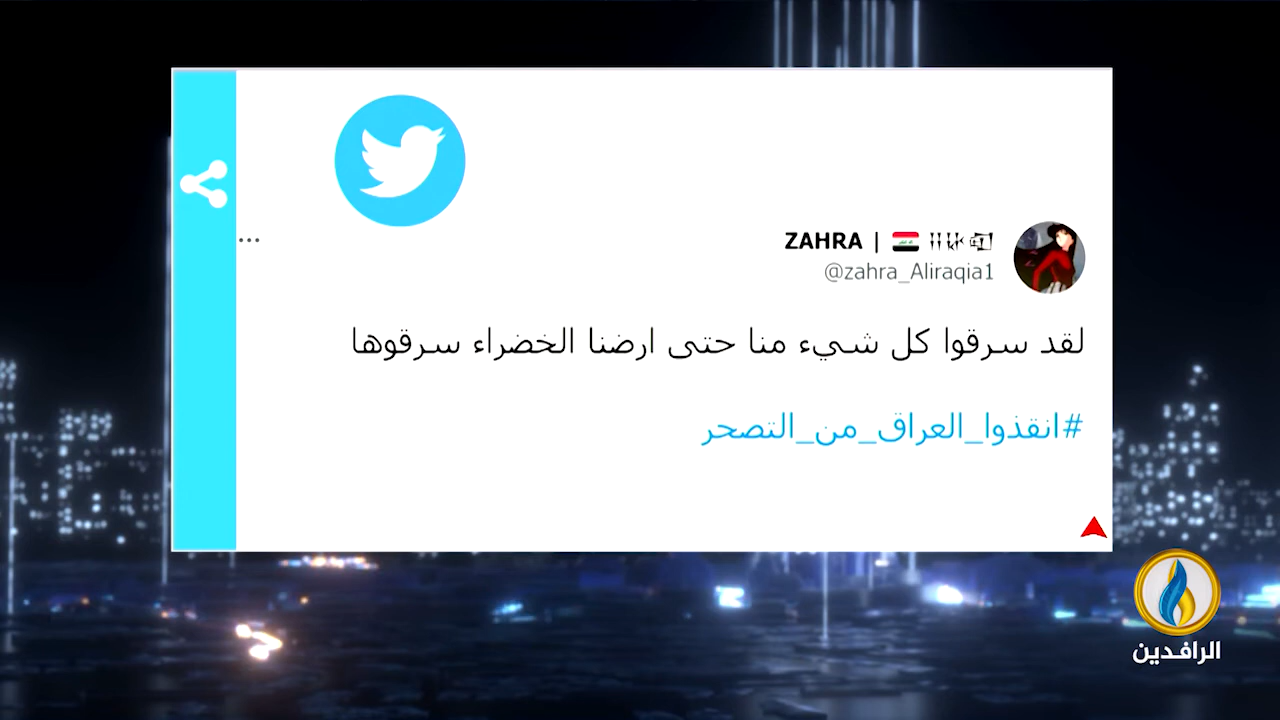 ZAHRA | 🇮🇶
@zahra_Aliraqia1
لقد سرقوا كل شيء منا حتى ارضنا الخضراء سرقوها
#انقذوا_العراق_من_التصحر
الرافدين